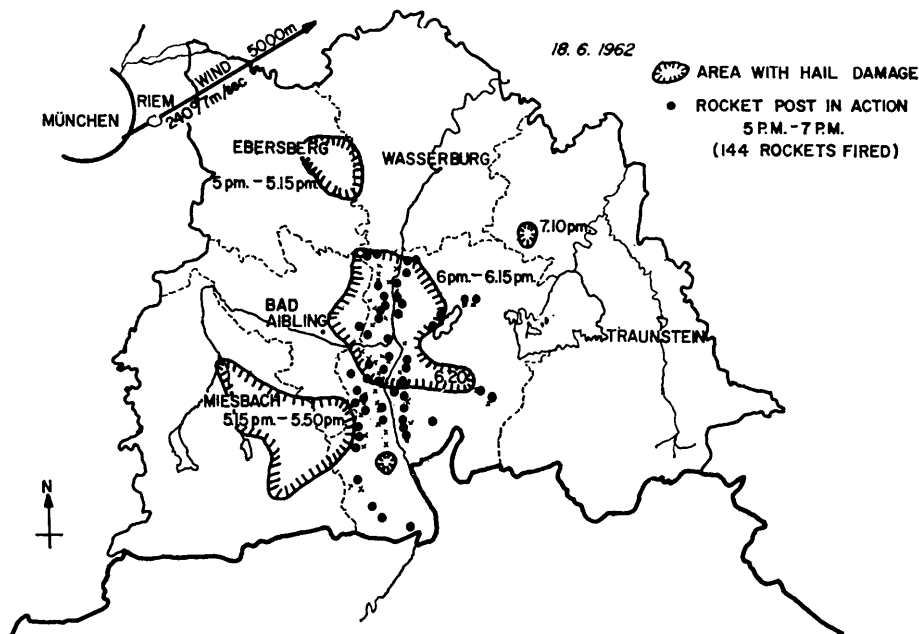 18. 6. 1962
AREA WITH HAIL DAMAGE
ROCKET POST IN ACTION
5 P.M. - 7 P.M.
(144 ROCKETS FIRED)
WIND 5000m
240°/77m/sec
RIEM
MÜNCHEN
EBERSBERG
5 pm. - 5.15 pm.
WASSERBURG
7.10 pm.
6 pm. - 6.15 pm.
BAD
AIBLING
TRAUNSTEIN
6.20
MIESBACH
5.15 pm. - 5.50 pm.
N